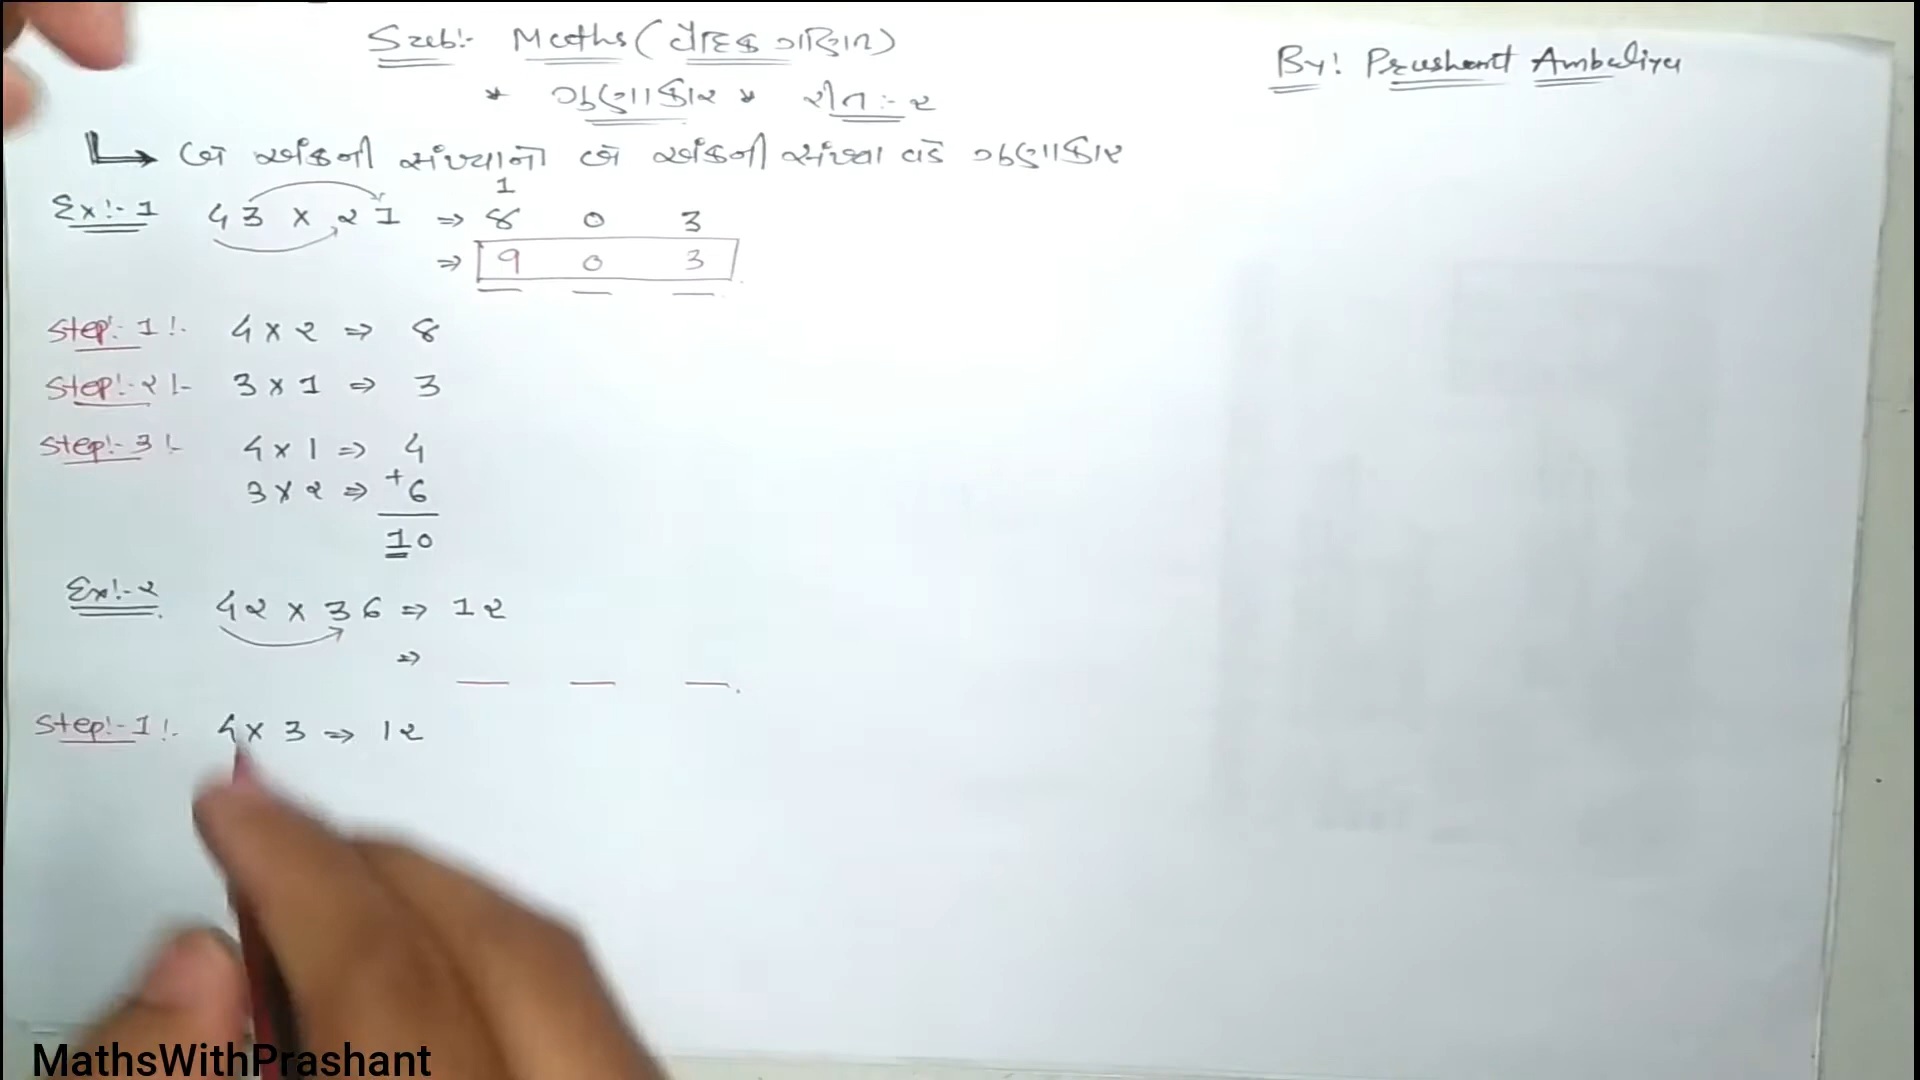 Sub:- Maths (વૈદિક ગણિત)
* ગુણાકાર * રીત :- ૨
By: Prashant Ambaliya
બે અંકની સંખ્યાનો બે અંકની સંખ્યા વડે ગુણાકાર
Ex:- 1 43 × ૨1 ⇒ 8 0 3
1
⇒ 9 0 3
Step:- 1 :- 4 × ૨ ⇒ 8
Step:- ૨ :- 3 × 1 ⇒ 3
Step:- 3 :- 4 × 1 ⇒ 4
3 × ૨ ⇒ + 6
10
Ex:- ૨ 4૨ × 36 ⇒ 1૨
⇒
Step:- 1 :- 4 × 3 ⇒ 1૨
MathsWithPrashant